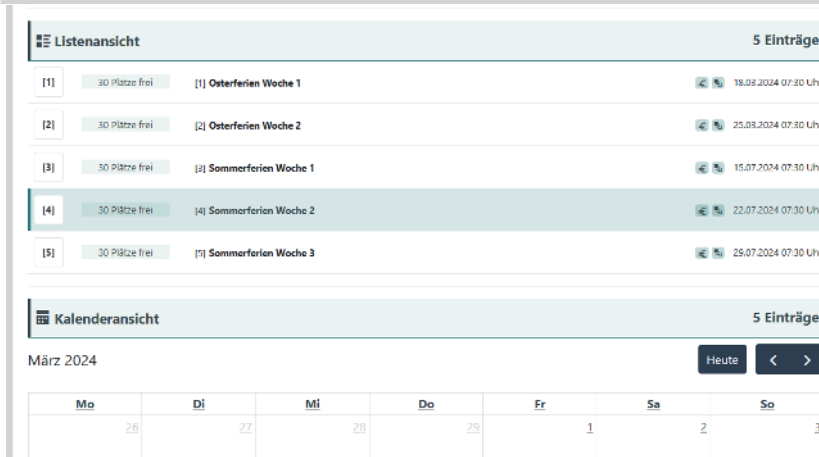 Listenansicht 5 Einträge
[1] 30 Plätze frei [1] Osterferien Woche 1 € 18.03.2024 07:30 Uh
[2] 30 Plätze frei [2] Osterferien Woche 2 € 25.03.2024 07:30 Uh
[3] 30 Plätze frei [3] Sommerferien Woche 1 € 15.07.2024 07:30 Uh
[4] 30 Plätze frei [4] Sommerferien Woche 2 € 22.07.2024 07:30 Uh
[5] 30 Plätze frei [5] Sommerferien Woche 3 € 29.07.2024 07:30 Uh
Kalenderansicht 5 Einträge
März 2024 Heute
Mo Di Mi Do Fr Sa So
26 27 28 29 1 2 3